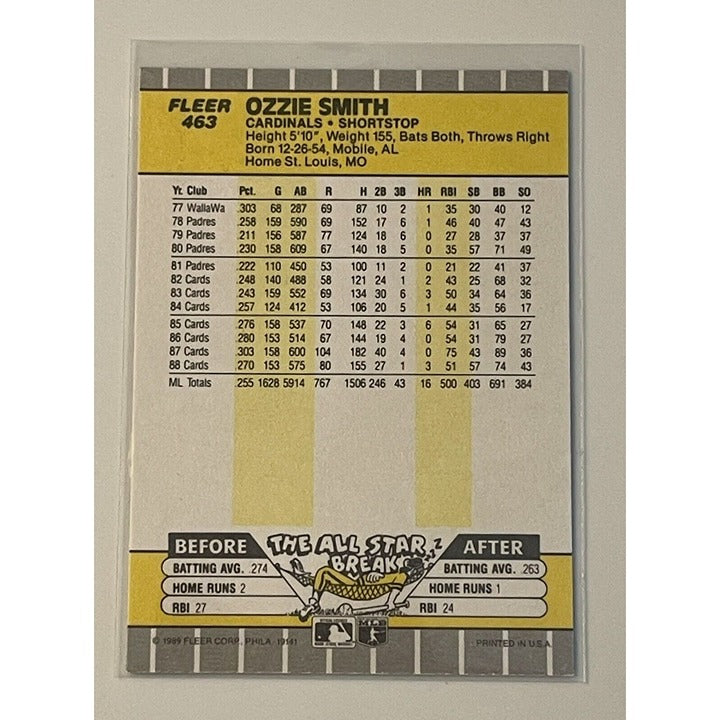 FLEER
463
OZZIE SMITH
CARDINALS • SHORTSTOP
Height 5'10", Weight 155, Bats Both, Throws Right
Born 12-26-54, Mobile, AL
Home St. Louis, MO
Yr. Club Pct. G AB R H 2B 3B HR RBI SB BB SO
77 WallaWa .303 68 287 69 87 10 2 1 35 30 40 12
78 Padres .258 159 590 69 152 17 6 1 46 40 47 43
79 Padres .211 156 587 77 124 18 6 0 27 28 37 37
80 Padres .230 158 609 67 140 18 5 0 35 57 71 49
81 Padres .222 110 450 53 100 11 2 0 21 22 41 37
82 Cards .248 140 488 58 121 24 1 2 43 25 68 32
83 Cards .243 159 552 69 134 30 6 3 50 34 64 36
84 Cards .257 124 412 53 106 20 5 1 44 35 56 17
85 Cards .276 158 537 70 148 22 3 6 54 31 65 27
86 Cards .280 153 514 67 144 19 4 0 54 31 79 27
87 Cards .303 158 600 104 182 40 4 0 75 43 89 36
88 Cards .270 153 575 80 155 27 1 3 51 57 74 43
ML Totals .255 1628 5914 767 1506 246 43 16 500 403 691 384
BEFORE THE ALL STAR BREAK AFTER
BATTING AVG. .274 BATTING AVG. .263
HOME RUNS 2 HOME RUNS 1
RBI 27 RBI 24
© 1989 FLEER CORP., PHILA. 19141 PRINTED IN U.S.A.